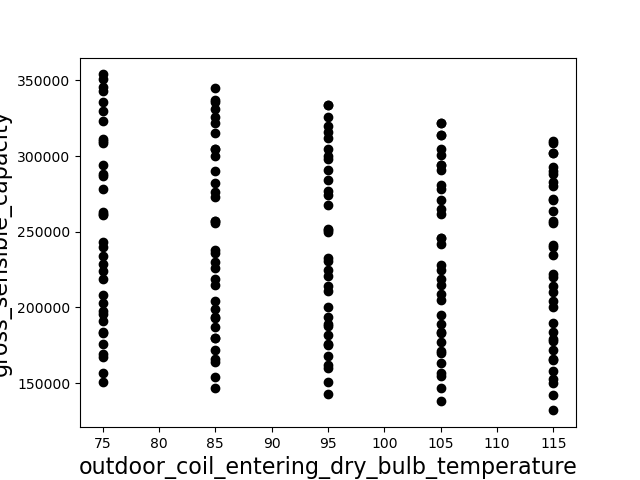 350000
300000
250000
200000
150000
gross_sensible_capacity
75 80 85 90 95 100 105 110 115
outdoor_coil_entering_dry_bulb_temperature